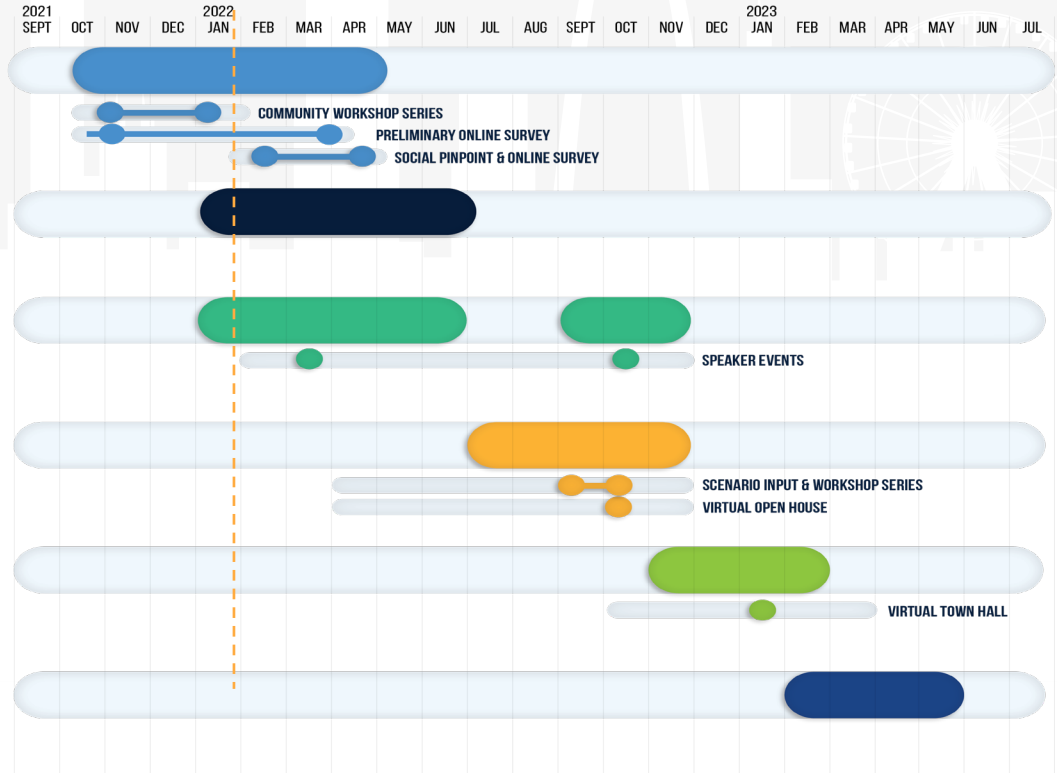 2021 2022 2023
SEPT OCT NOV DEC JAN FEB MAR APR MAY JUN JUL AUG SEPT OCT NOV DEC JAN FEB MAR APR MAY JUN JUL
COMMUNITY WORKSHOP SERIES
PRELIMINARY ONLINE SURVEY
SOCIAL PINPOINT & ONLINE SURVEY
SPEAKER EVENTS
SCENARIO INPUT & WORKSHOP SERIES
VIRTUAL OPEN HOUSE
VIRTUAL TOWN HALL